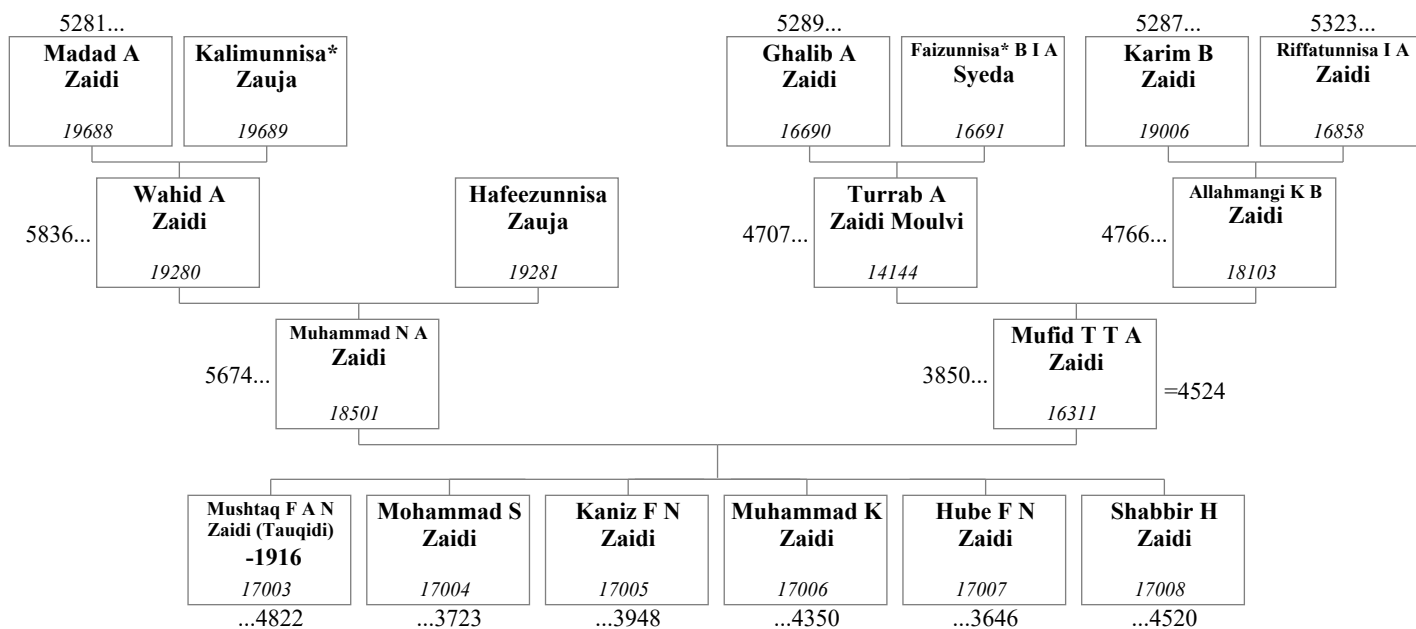 5281...
5289...
5287...
5323...
Madad A
Zaidi
19688
Kalimunnisa*
Zauja
19689
Ghalib A
Zaidi
16690
Faizunnisa* B I A
Syeda
16691
Karim B
Zaidi
19006
Riffatunnisa I A
Zaidi
16858
5836...
Wahid A
Zaidi
19280
Hafeezunnisa
Zauja
19281
4707...
Turrab A
Zaidi Moulvi
14144
4766...
Allahmangi K B
Zaidi
18103
5674...
Muhammad N A
Zaidi
18501
3850...
Mufid T T A
Zaidi
16311
=4524
Mushtaq F A N
Zaidi (Tauqidi)
-1916
17003
...4822
Mohammad S
Zaidi
17004
...3723
Kaniz F N
Zaidi
17005
...3948
Muhammad K
Zaidi
17006
...4350
Hube F N
Zaidi
17007
...3646
Shabbir H
Zaidi
17008
...4520